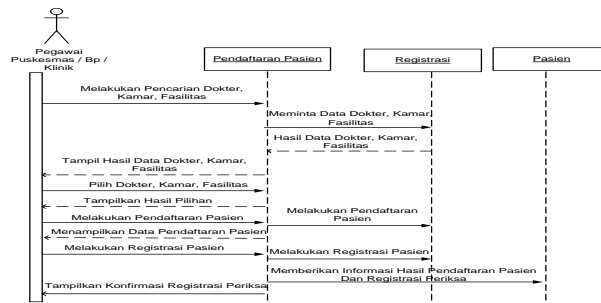 Pegawai
Puskesmas / Bp /
Klinik
Pendaftaran Pasien
Registrasi
Pasien
Melakukan Pencarian Dokter,
Kamar, Fasilitas
Meminta Data Dokter, Kamar,
Fasilitas
Hasil Data Dokter, Kamar,
Fasilitas
Tampil Hasil Data Dokter, Kamar,
Fasilitas
Pilih Dokter, Kamar, Fasilitas
Tampilkan Hasil Pilihan
Melakukan Pendaftaran Pasien
Melakukan Pendaftaran
Pasien
Menampilkan Data Pendaftaran Pasien
Melakukan Registrasi Pasien
Melakukan Registrasi Pasien
Memberikan Informasi Hasil Pendaftaran Pasien
Dan Registrasi Periksa
Tampilkan Konfirmasi Registrasi Periksa